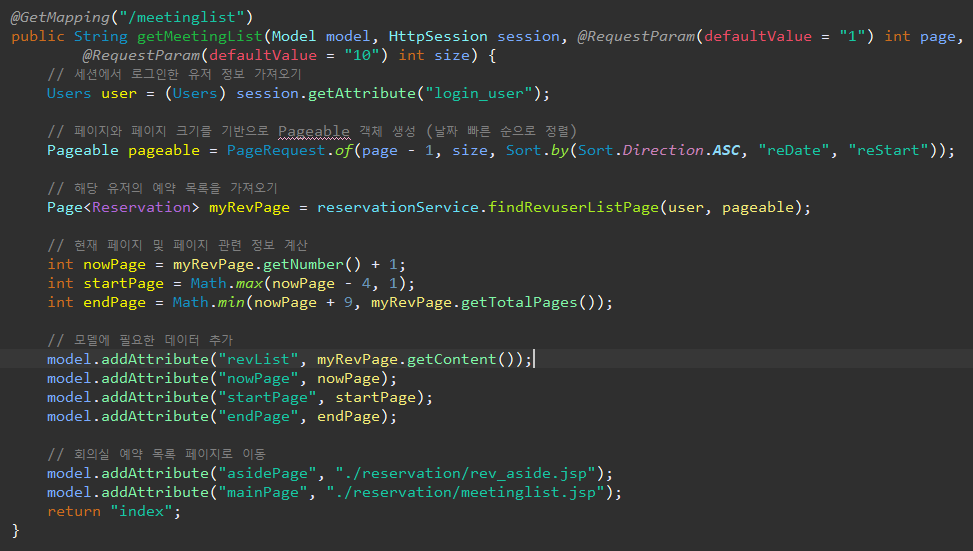 @GetMapping("/meetinglist")
public String getMeetingList(Model model, HttpSession session, @RequestParam(defaultValue = "1") int page,
        @RequestParam(defaultValue = "10") int size) {
    // 세션에서 로그인한 유저 정보 가져오기
    Users user = (Users) session.getAttribute("login_user");

    // 페이지와 페이지 크기를 기반으로 Pageable 객체 생성 (날짜 빠른 순으로 정렬)
    Pageable pageable = PageRequest.of(page - 1, size, Sort.by(Sort.Direction.ASC, "reDate", "reStart"));

    // 해당 유저의 예약 목록을 가져오기
    Page<Reservation> myRevPage = reservationService.findRevuserListPage(user, pageable);

    // 현재 페이지 및 페이지 관련 정보 계산
    int nowPage = myRevPage.getNumber() + 1;
    int startPage = Math.max(nowPage - 4, 1);
    int endPage = Math.min(nowPage + 9, myRevPage.getTotalPages());

    // 모델에 필요한 데이터 추가
    model.addAttribute("revList", myRevPage.getContent());
    model.addAttribute("nowPage", nowPage);
    model.addAttribute("startPage", startPage);
    model.addAttribute("endPage", endPage);

    // 회의실 예약 목록 페이지로 이동
    model.addAttribute("asidePage", "./reservation/rev_aside.jsp");
    model.addAttribute("mainPage", "./reservation/meetinglist.jsp");
    return "index";
}